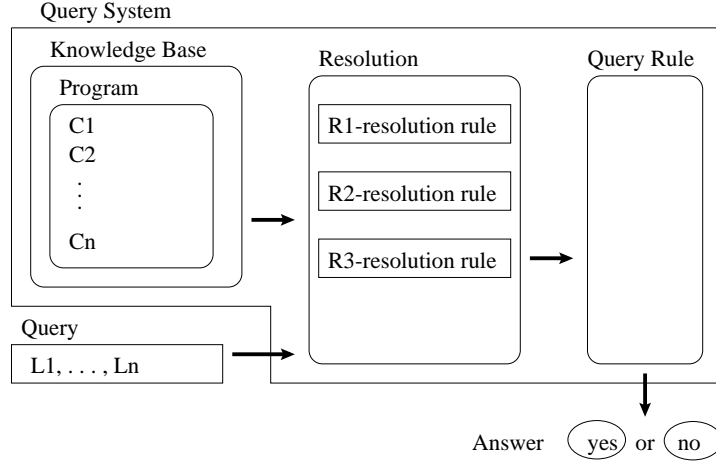 Query System
Knowledge Base
Program
C1
C2
.
.
.
Cn
Resolution
R1-resolution rule
R2-resolution rule
R3-resolution rule
Query Rule
Query
L1, . . . , Ln
Answer yes or no